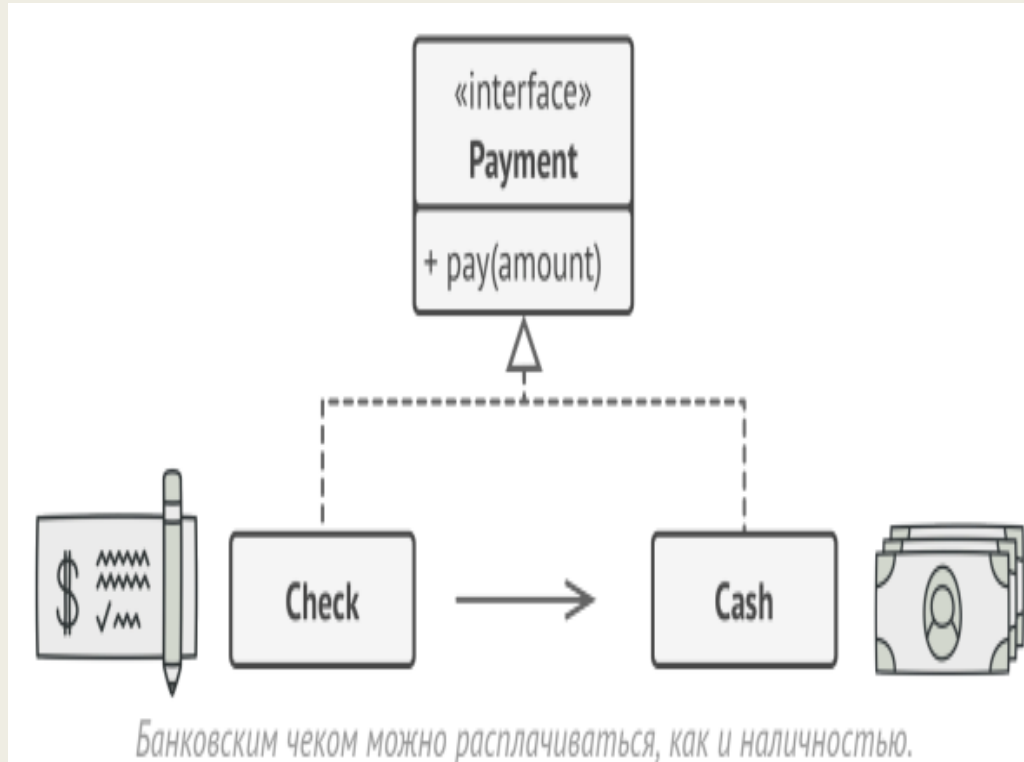 «interface»
Payment
+ pay(amount)
$
Check
Cash
Банковским чеком можно расплачиваться, как и наличностью.